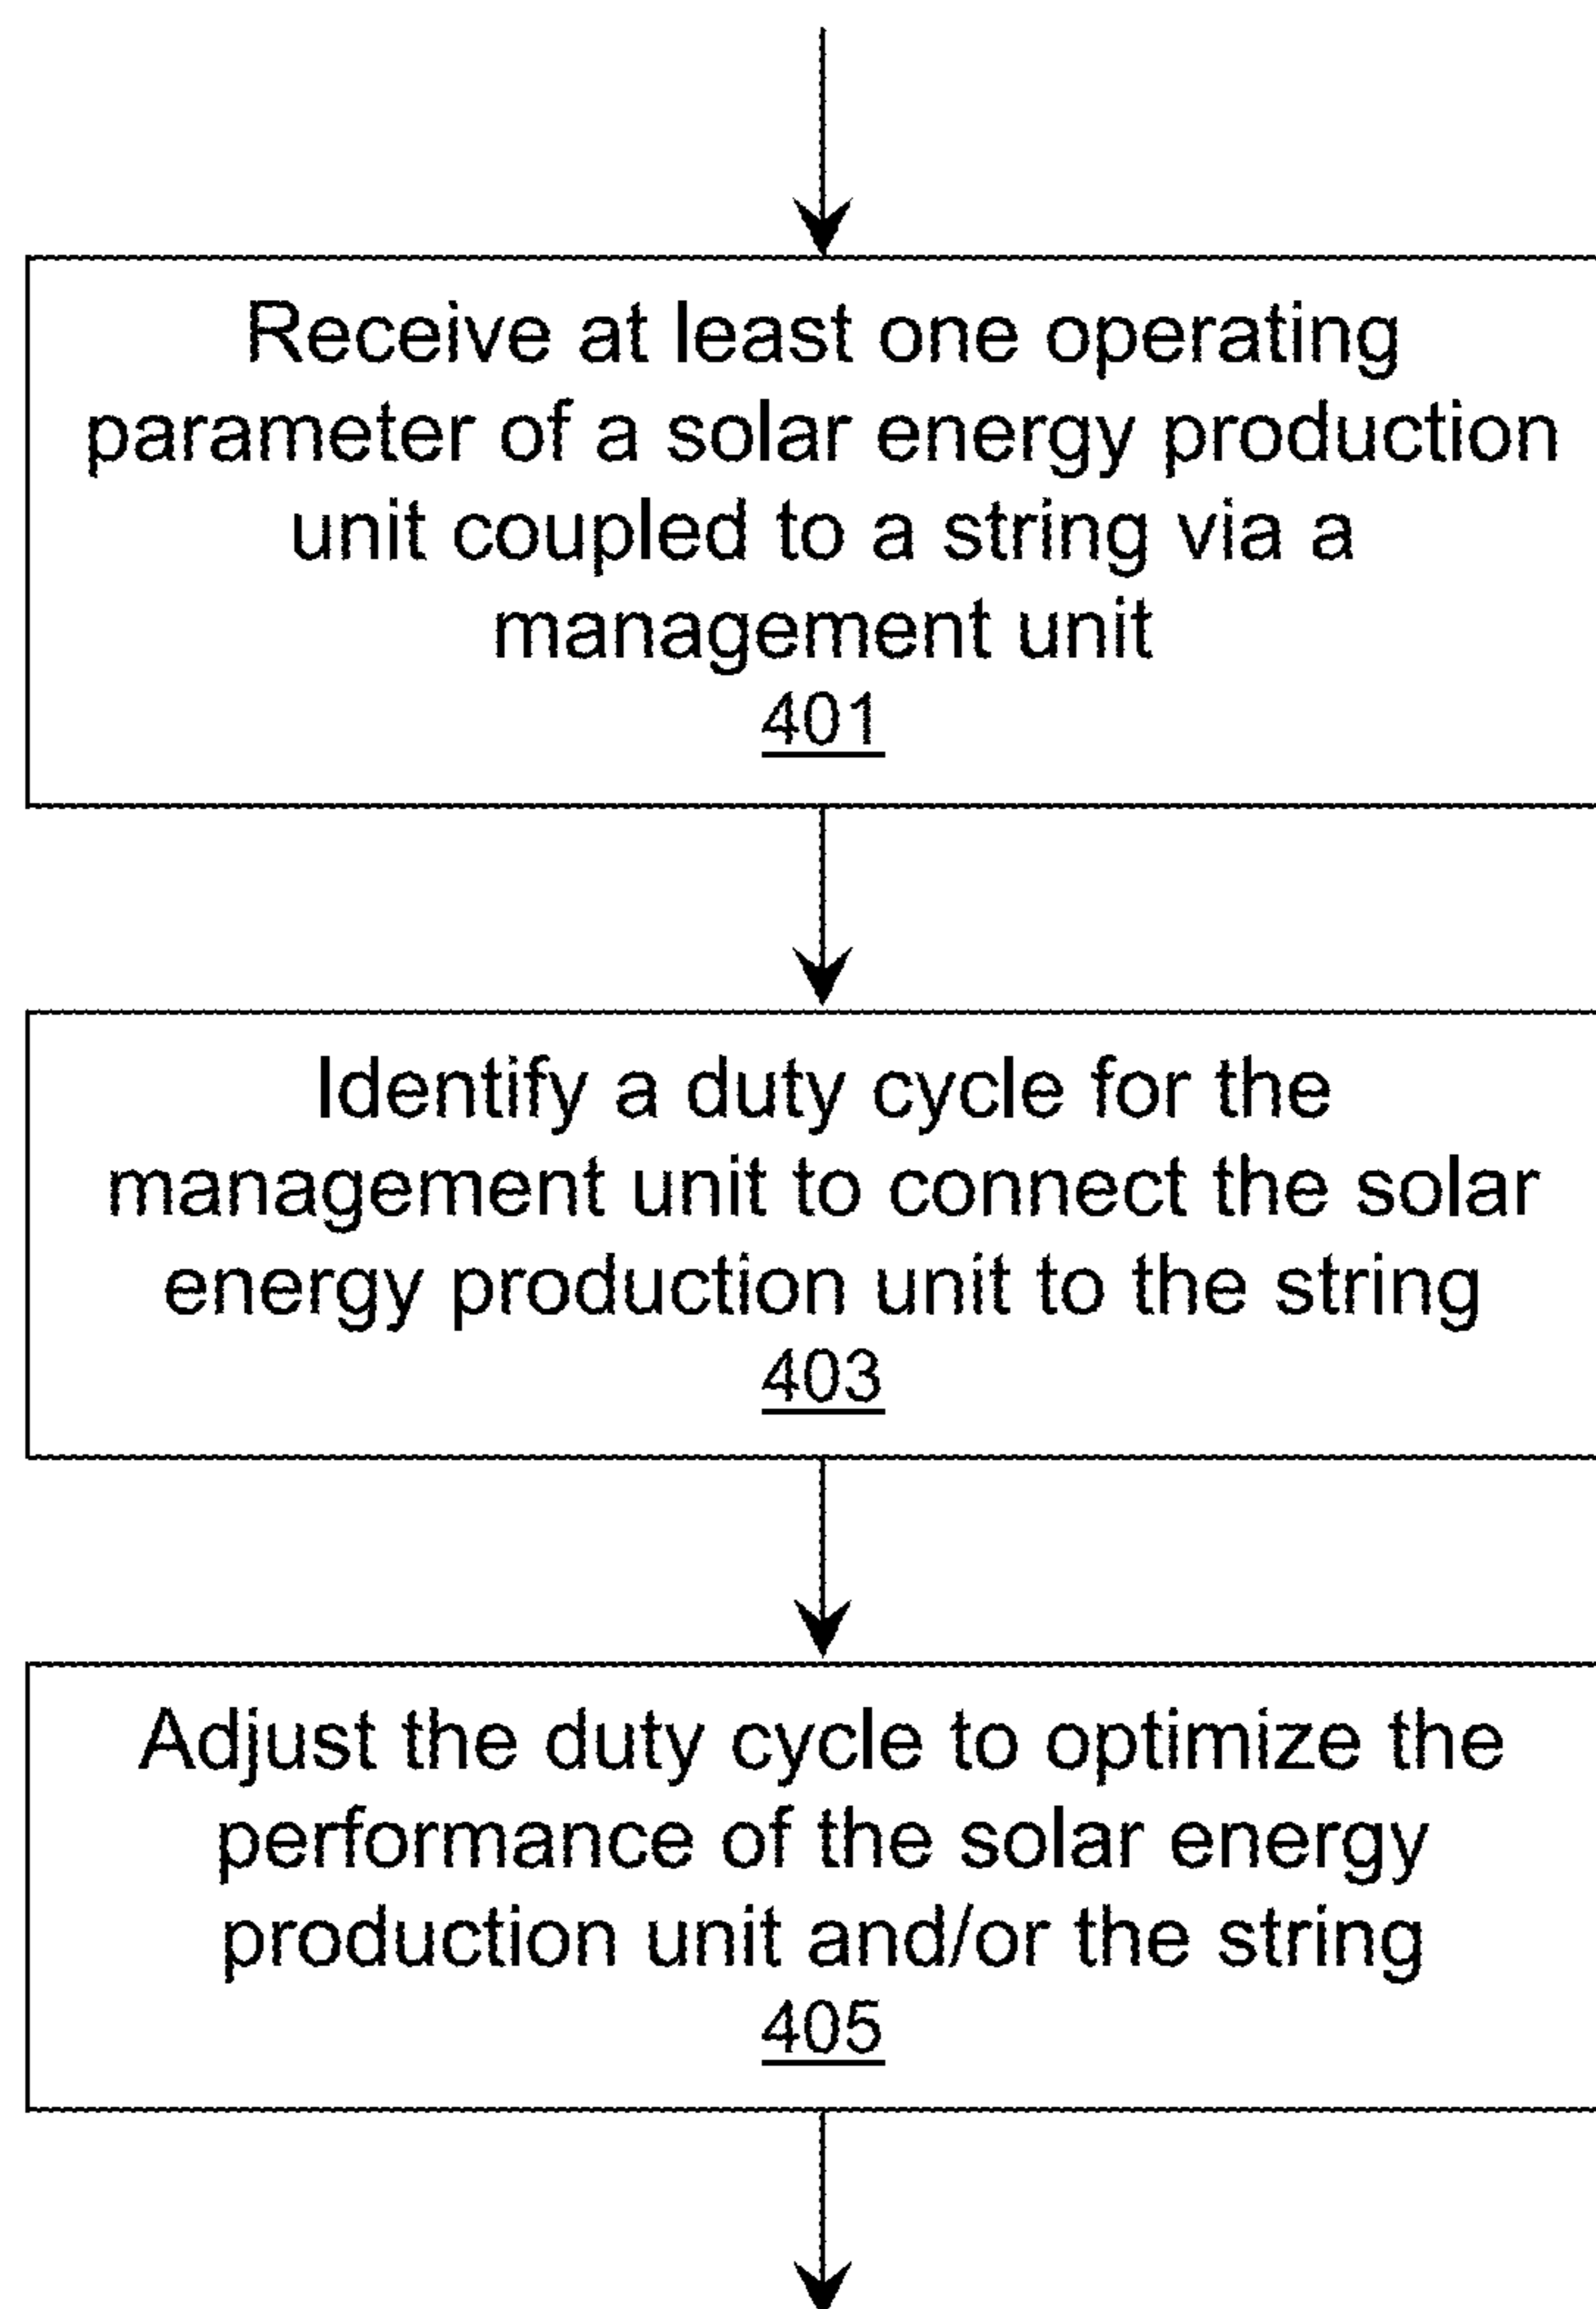 Receive at least one operating
parameter of a solar energy production
unit coupled to a string via a
management unit
401
Identify a duty cycle for the
management unit to connect the solar
energy production unit to the string
403
Adjust the duty cycle to optimize the
performance of the solar energy
production unit and/or the string
405